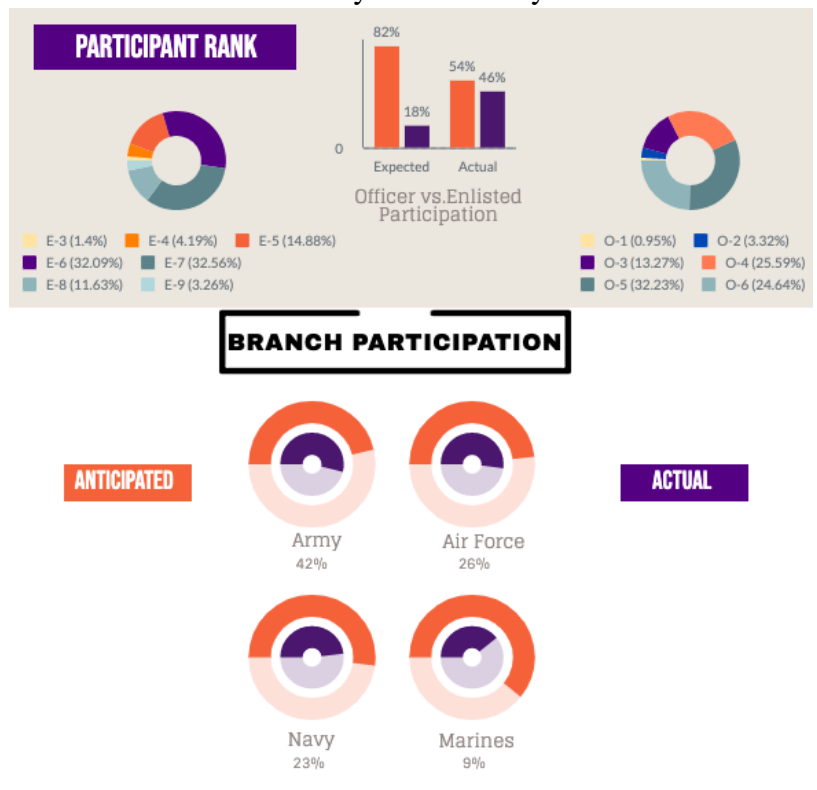 PARTICIPANT RANK
82%
18%
54%
46%
0
Expected Actual
Officer vs.Enlisted
Participation
E-3 (1.4%) E-4 (4.19%) E-5 (14.88%)
E-6 (32.09%) E-7 (32.56%)
E-8 (11.63%) E-9 (3.26%)
O-1 (0.95%) O-2 (3.32%)
O-3 (13.27%) O-4 (25.59%)
O-5 (32.23%) O-6 (24.64%)
BRANCH PARTICIPATION
ANTICIPATED
ACTUAL
Army
42%
Air Force
26%
Navy
23%
Marines
9%